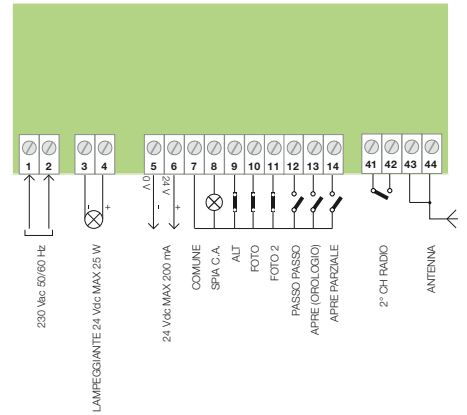 1 2 3 4 5 6 7 8 9 10 11 12 13 14 41 42 43 44
- +
0 V - 24 V +
230 Vac 50/60 Hz
LAMPEGGIANTE 24 Vdc MAX 25 W
24 Vdc MAX 200 mA
COMUNE
SPIA C.A.
ALT
FOTO
FOTO 2
PASSO PASSO
APRE (OROLOGIO)
APRE PARZIALE
2° CH RADIO
ANTENNA